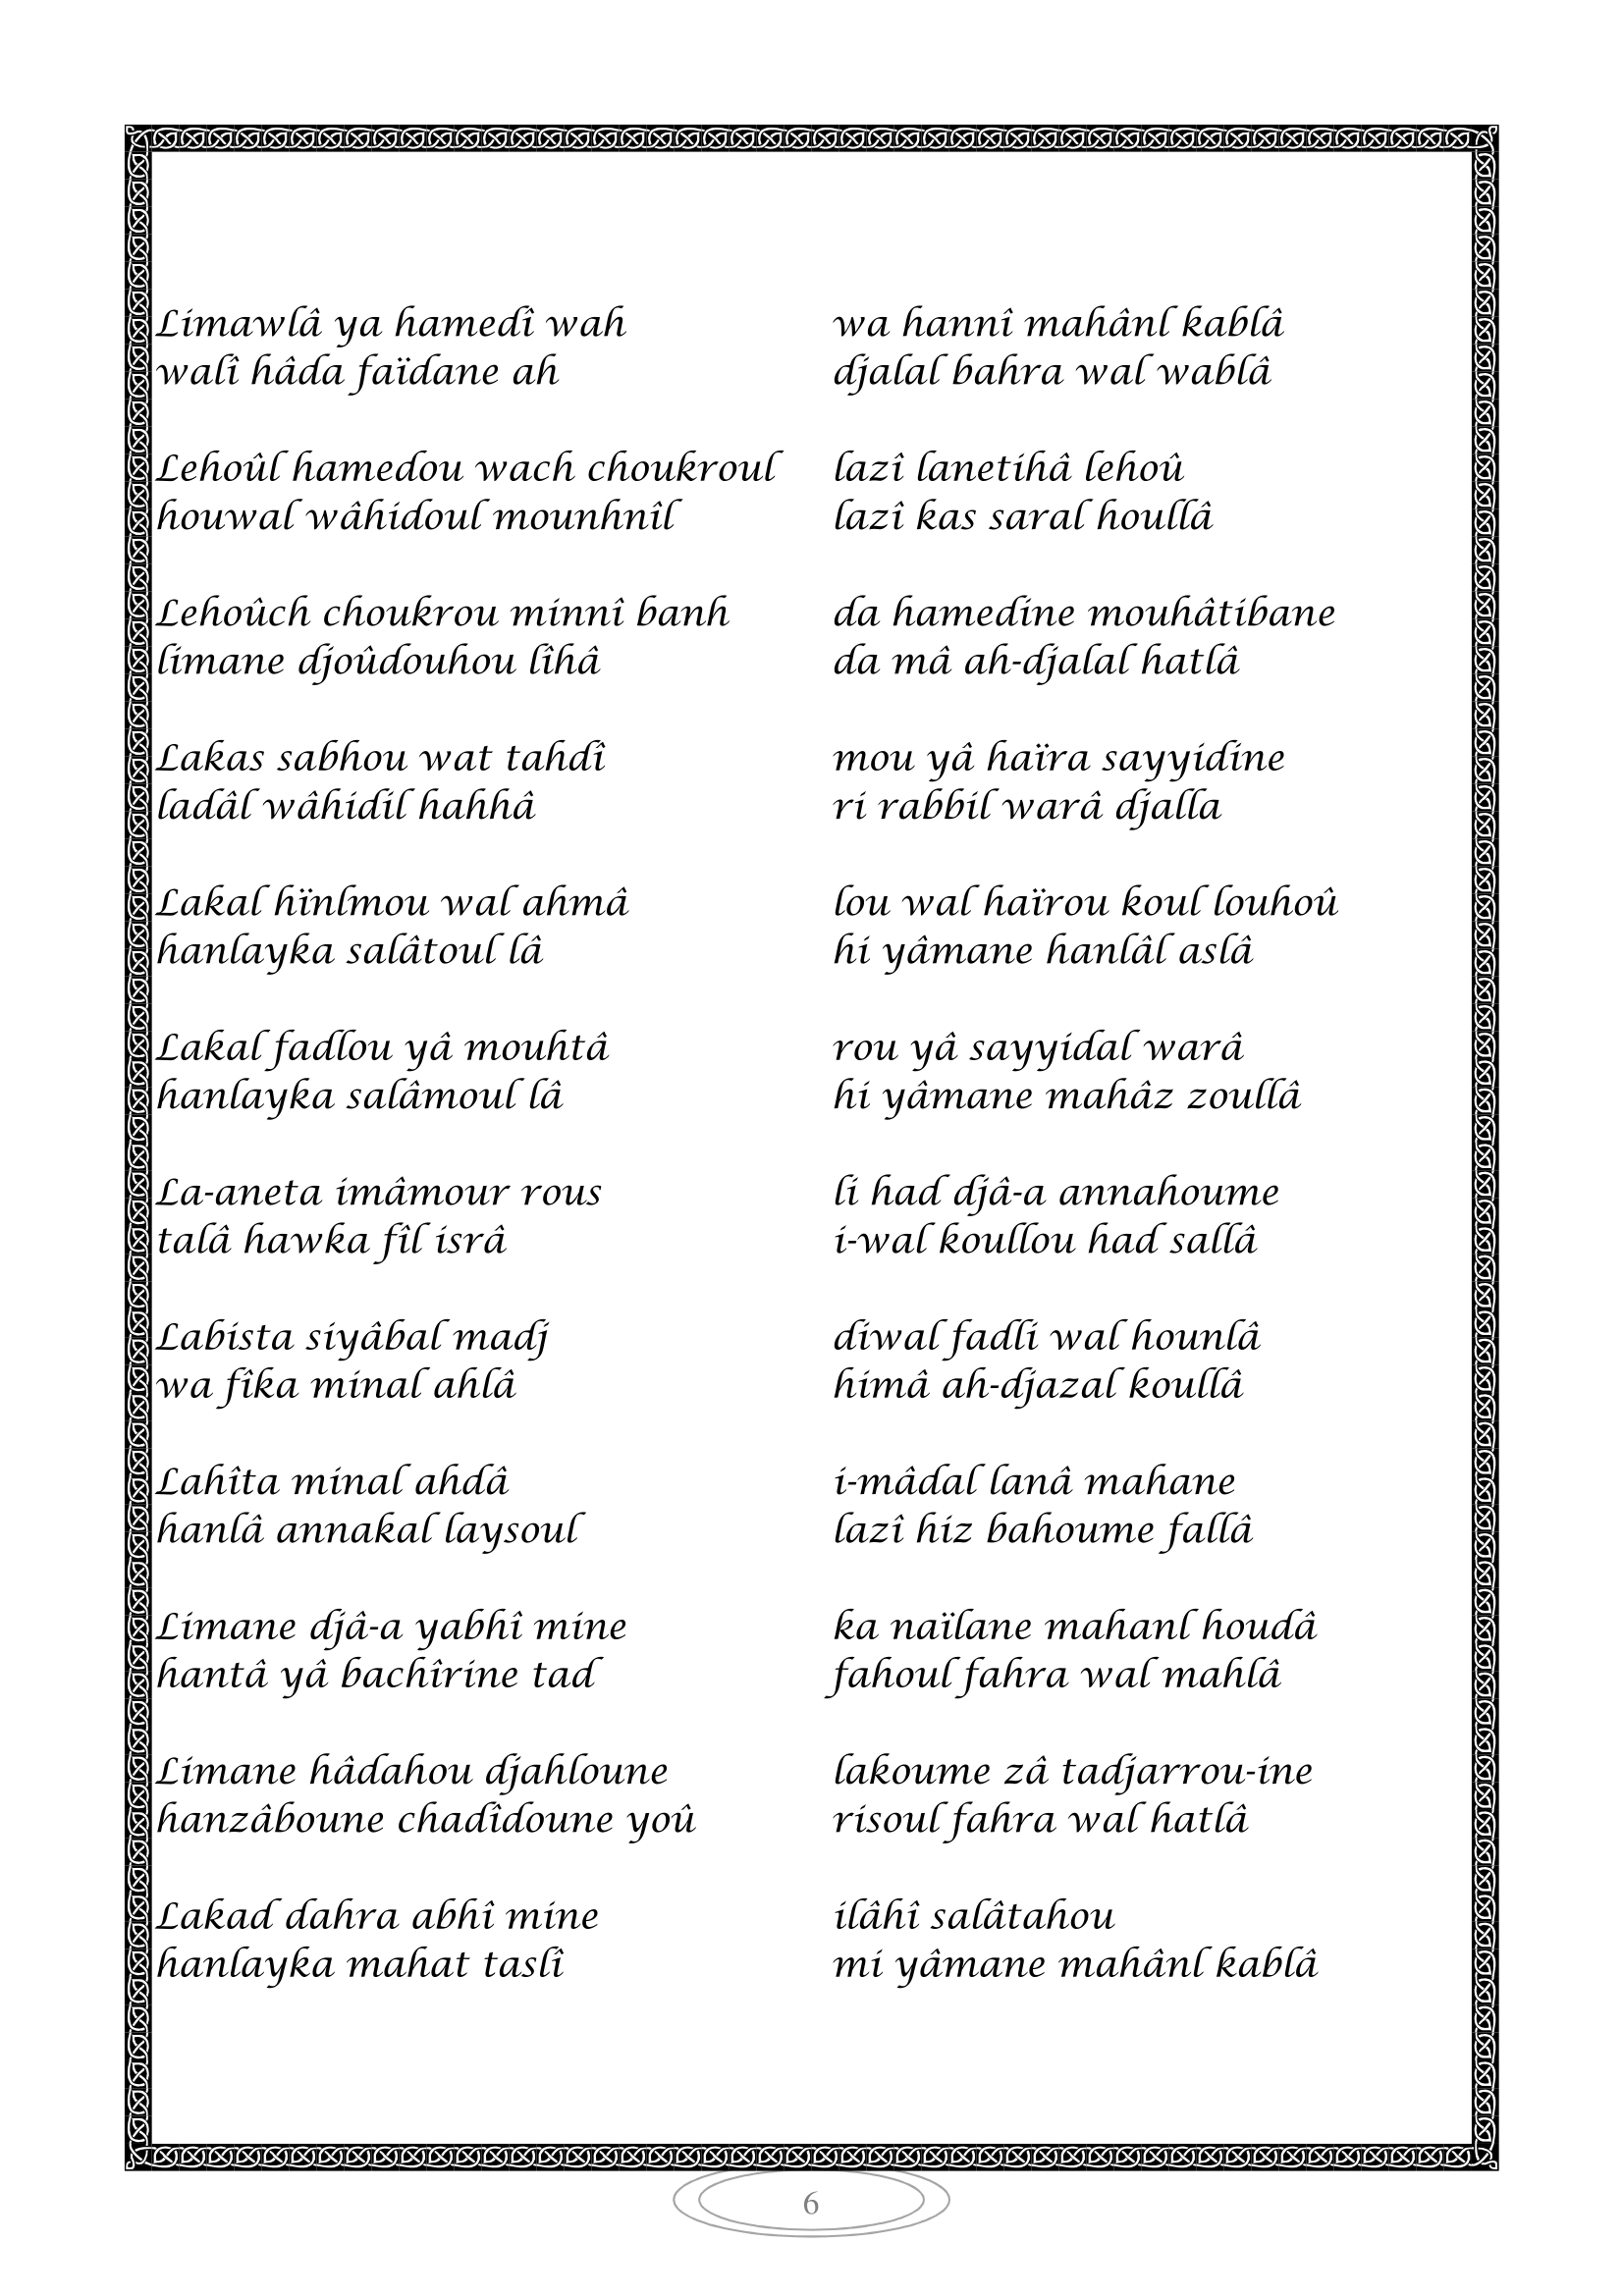 Limawlâ ya hamedî wah wa hannî mahânl kablâ
walî hâda faïdane ah djalal bahra wal wablâ
Lehoûl hamedou wach choukroul lazî lanetihâ lehoû
houwal wâhidoul mounhnîl lazî kas saral houllâ
Lehoûch choukrou minnî banh da hamedine mouhâtibane
limane djoûdouhou lîhâ da mâ ah-djalal hatlâ
Lakas sabhou wat tahdî mou yâ haïra sayyidine
ladâl wâhidil hahhâ ri rabbil warâ djalla
Lakal hïnlmou wal ahmâ lou wal haïrou koul louhoû
hanlayka salâtoul lâ hi yâmane hanlâl aslâ
Lakal fadlou yâ mouhtâ rou yâ sayyidal warâ
hanlayka salâmoul lâ hi yâmane mahâz zoullâ
La-aneta imâmour rous li had djâ-a annahoume
talâ hawka fîl isrâ i-wal koullou had sallâ
Labista siyâbal madj diwal fadli wal hounlâ
wa fîka minal ahlâ himâ ah-djazal koullâ
Lahîta minal ahdâ i-mâdal lanâ mahane
hanlâ annakal laysoul lazî hiz bahoume fallâ
Limane djâ-a yabhî mine ka naïlane mahanl houdâ
hantâ yâ bachîrine tad fahoul fahra wal mahlâ
Limane hâdahou djahloune lakoume zâ tadjarrou-ine
hanzâboune chadîdoune yoû risoul fahra wal hatlâ
Lakad dahra abhî mine ilâhî salâtahou
hanlayka mahat taslî mi yâmane mahânl kablâ
6